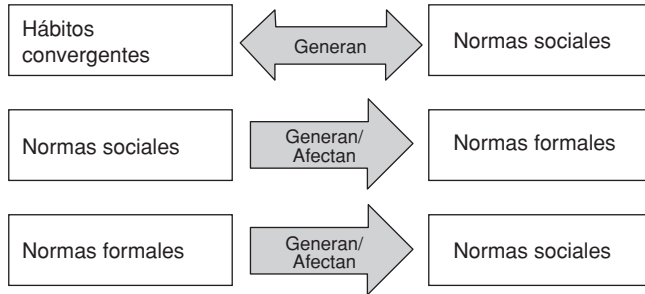 Hábitos
convergentes
Generan
Normas sociales
Normas sociales
Generan/
Afectan
Normas formales
Normas formales
Generan/
Afectan
Normas sociales